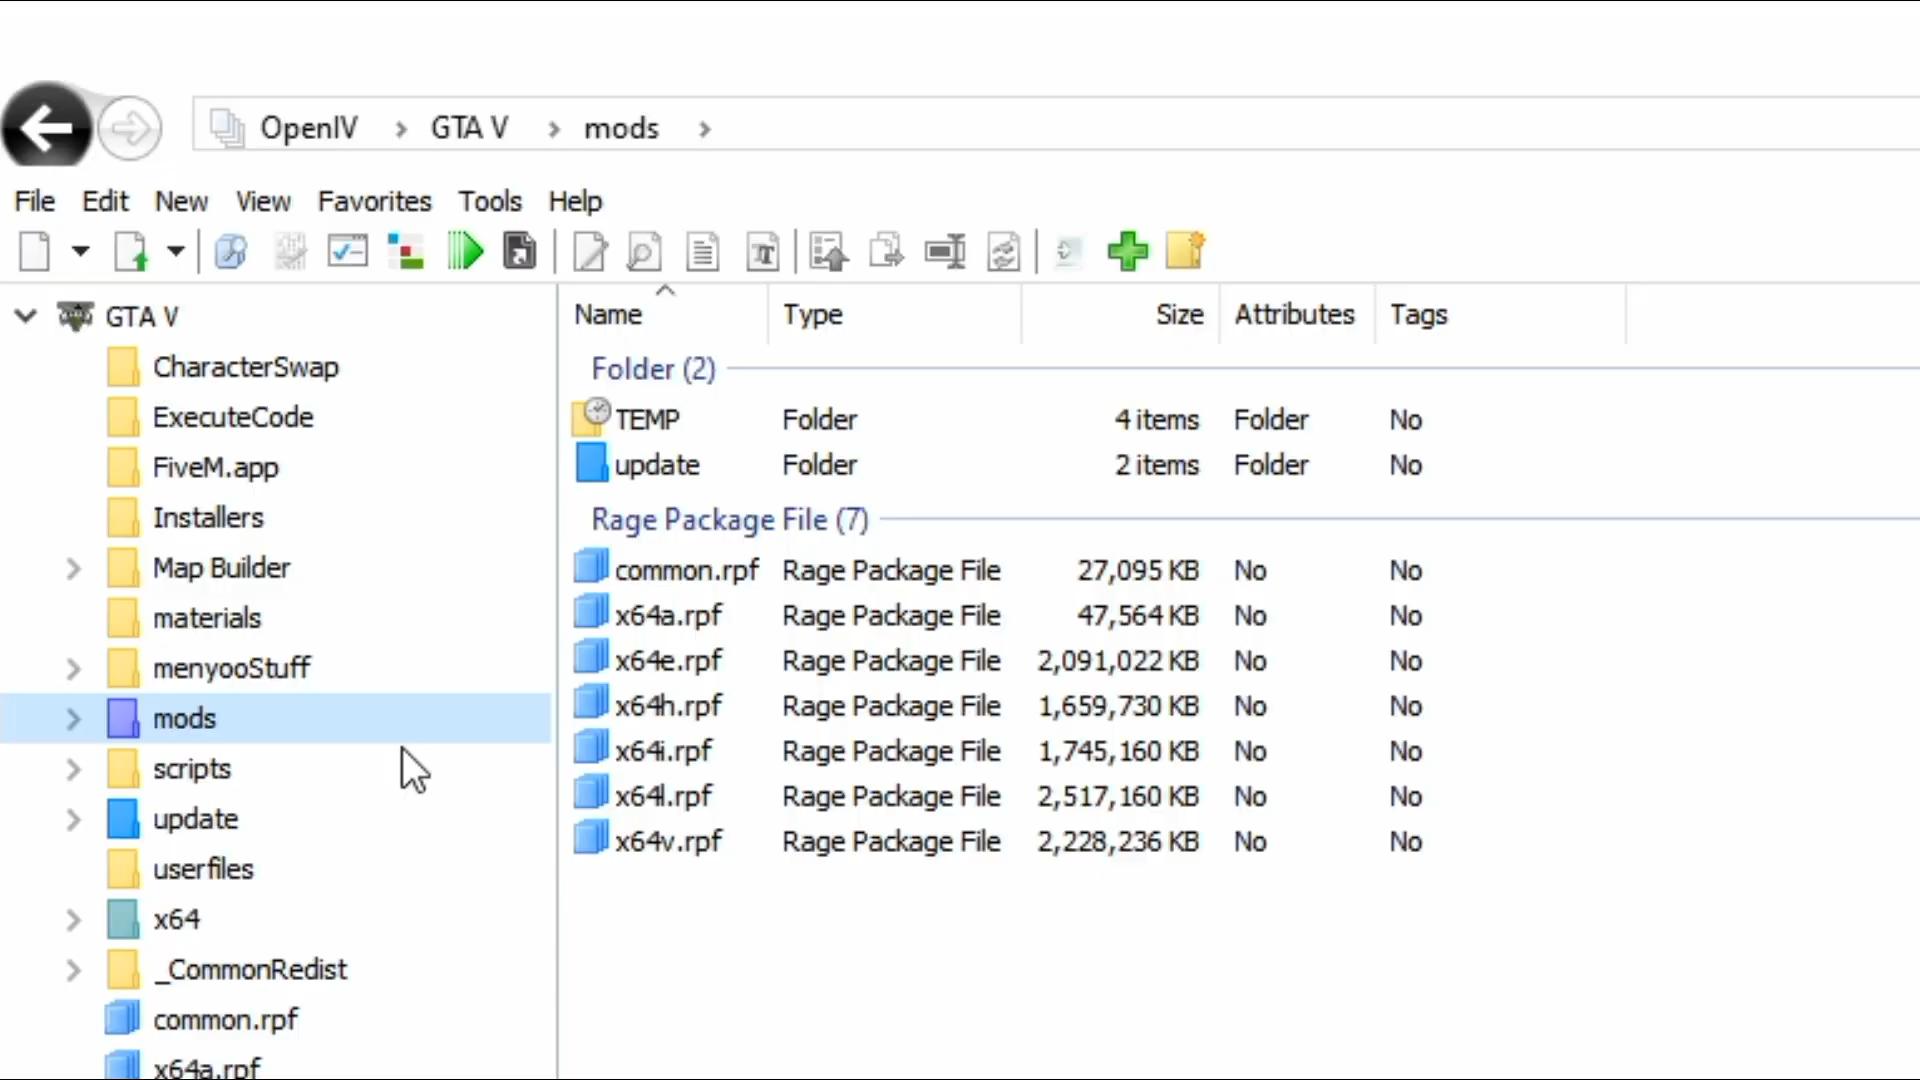 OpenIV > GTA V > mods >
File Edit New View Favorites Tools Help
GTA V
CharacterSwap
ExecuteCode
FiveM.app
Installers
Map Builder
materials
menyooStuff
mods
scripts
update
userfiles
x64
_CommonRedist
common.rpf
x64a.rpf
Name Type Size Attributes Tags
Folder (2)
TEMP Folder 4 items Folder No
update Folder 2 items Folder No
Rage Package File (7)
common.rpf Rage Package File 27,095 KB No No
x64a.rpf Rage Package File 47,564 KB No No
x64e.rpf Rage Package File 2,091,022 KB No No
x64h.rpf Rage Package File 1,659,730 KB No No
x64i.rpf Rage Package File 1,745,160 KB No No
x64l.rpf Rage Package File 2,517,160 KB No No
x64v.rpf Rage Package File 2,228,236 KB No No